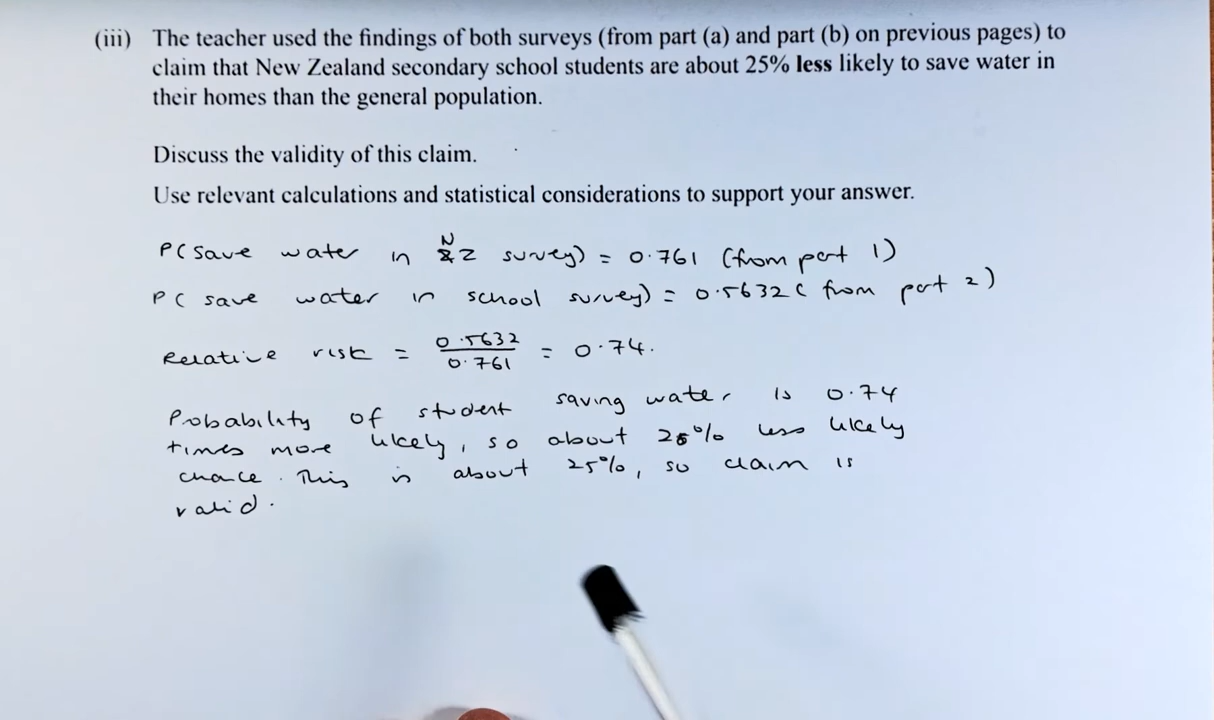 (iii) The teacher used the findings of both surveys (from part (a) and part (b) on previous pages) to
claim that New Zealand secondary school students are about 25% less likely to save water in
their homes than the general population.
Discuss the validity of this claim.
Use relevant calculations and statistical considerations to support your answer.
P(save water in NZ survey) = 0.761 (from part 1)
P(save water in school survey) = 0.5632 (from part 2)
Relative risk = 0.5632/0.761 = 0.74.
Probability of student saving water is 0.74
times more likely, so about 26% less likely
chance. This is about 25%, so claim is
valid.